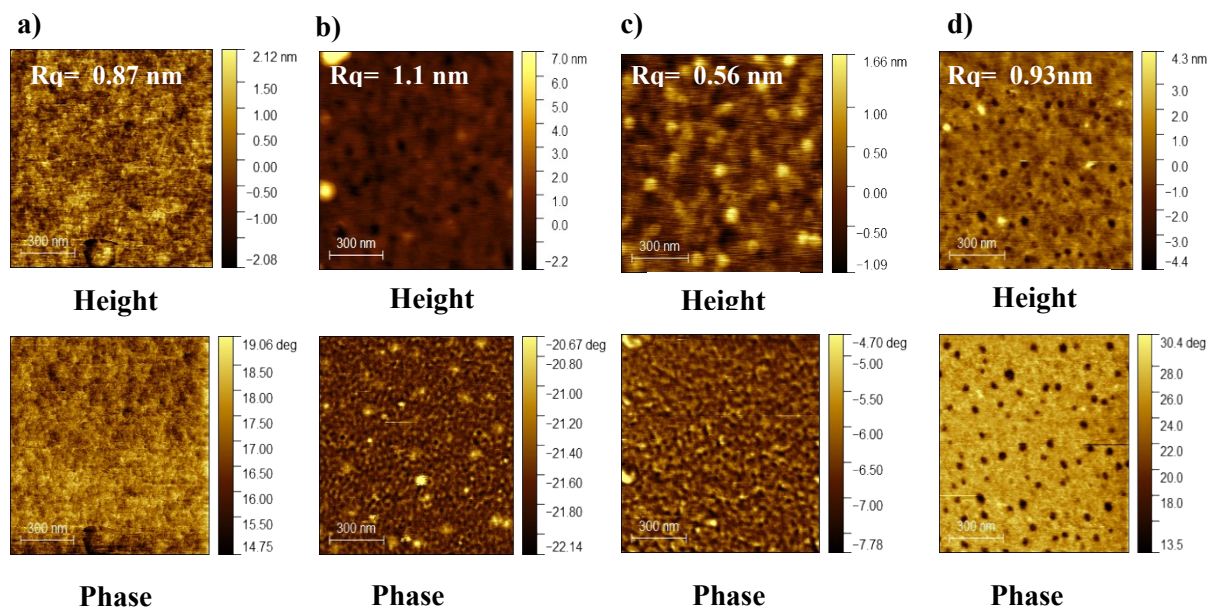 a)
b)
c)
d)
Rq= 0.87 nm
2.12 nm
1.50
1.00
0.50
0.00
−0.50
−1.00
−2.08
300 nm
Height
Rq= 1.1 nm
7.0 nm
6.0
5.0
4.0
3.0
2.0
1.0
0.0
−2.2
300 nm
Height
Rq= 0.56 nm
1.66 nm
1.00
0.50
0.00
−0.50
−1.09
300 nm
Height
Rq= 0.93nm
4.3 nm
3.0
2.0
1.0
0.0
−1.0
−2.0
−3.0
−4.4
300 nm
Height
19.06 deg
18.50
18.00
17.50
17.00
16.50
16.00
15.50
14.75
300 nm
Phase
−20.67 deg
−20.80
−21.00
−21.20
−21.40
−21.60
−21.80
−22.14
300 nm
Phase
−4.70 deg
−5.00
−5.50
−6.00
−6.50
−7.00
−7.78
300 nm
Phase
30.4 deg
28.0
26.0
24.0
22.0
20.0
18.0
13.5
300 nm
Phase